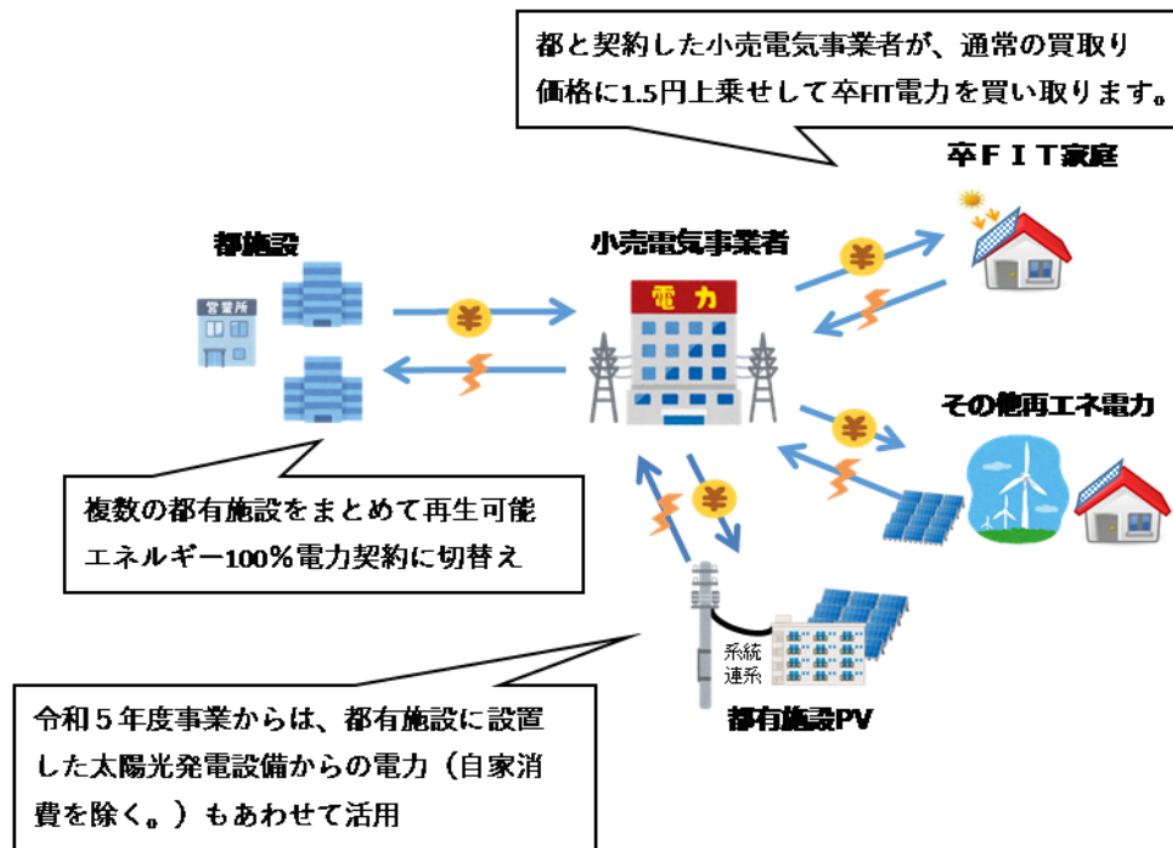 都と契約した小売電気事業者が、通常の買取り
価格に1.5円上乗せして卒FIT電力を買い取ります。
卒ＦＩＴ家庭
都施設
小売電気事業者
営業所
電力
その他再エネ電力
複数の都有施設をまとめて再生可能
エネルギー100％電力契約に切替え
系統
連系
都有施設PV
令和５年度事業からは、都有施設に設置
した太陽光発電設備からの電力（自家消
費を除く。）もあわせて活用